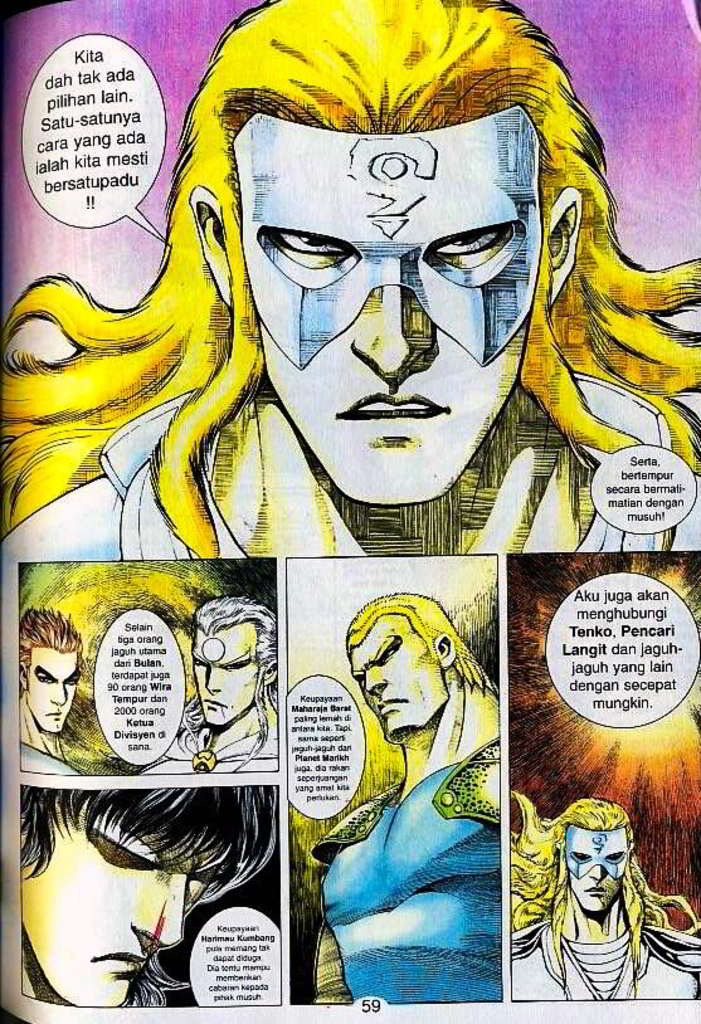 Kita
dah tak ada
pilihan lain.
Satu-satunya
cara yang ada
ialah kita mesti
bersatupadu
!!
Serta,
bertempur
secara bermati-
matian dengan
musuh!
Selain
tiga orang
jaguh utama
dari Bulan,
terdapat juga
90 orang Wira
Tempur dan
2000 orang
Ketua
Divisyen di
sana.
Keupayaan
Maharaja Barat
paling lemah di
antara kita. Tapi,
sama seperti
jaguh-jaguh dari
Planet Marikh
juga, dia rakan
seperjuangan
yang amat kita
perlukan.
Aku juga akan
menghubungi
Tenko, Pencari
Langit dan jaguh-
jaguh yang lain
dengan secepat
mungkin.
Keupayaan
Harimau Kumbang
pula memang tak
dapat diduga.
Dia tentu mampu
memberikan
cabaran kepada
pihak musuh.
59